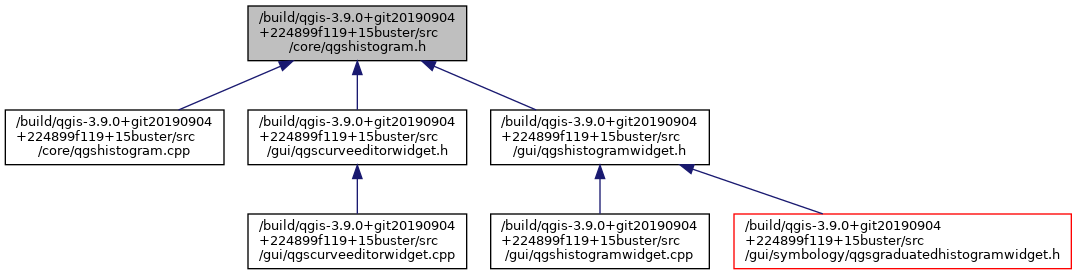 /build/qgis-3.9.0+git20190904
+224899f119+15buster/src
/core/qgshistogram.h
/build/qgis-3.9.0+git20190904
+224899f119+15buster/src
/core/qgshistogram.cpp
/build/qgis-3.9.0+git20190904
+224899f119+15buster/src
/gui/qgscurveeditorwidget.h
/build/qgis-3.9.0+git20190904
+224899f119+15buster/src
/gui/qgshistogramwidget.h
/build/qgis-3.9.0+git20190904
+224899f119+15buster/src
/gui/qgscurveeditorwidget.cpp
/build/qgis-3.9.0+git20190904
+224899f119+15buster/src
/gui/qgshistogramwidget.cpp
/build/qgis-3.9.0+git20190904
+224899f119+15buster/src
/gui/symbology/qgsgraduatedhistogramwidget.h